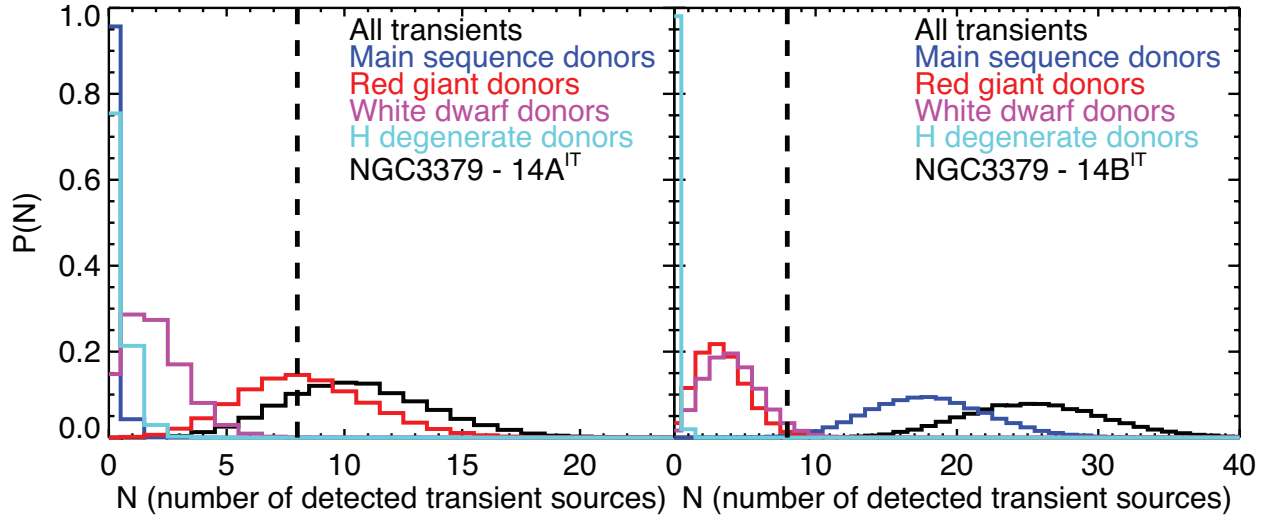 P(N)
1.0
0.8
0.6
0.4
0.2
0.0
All transients
Main sequence donors
Red giant donors
White dwarf donors
H degenerate donors
NGC3379 - 14A^IT
0 5 10 15 20
N (number of detected transient sources)
All transients
Main sequence donors
Red giant donors
White dwarf donors
H degenerate donors
NGC3379 - 14B^IT
0 10 20 30 40
N (number of detected transient sources)